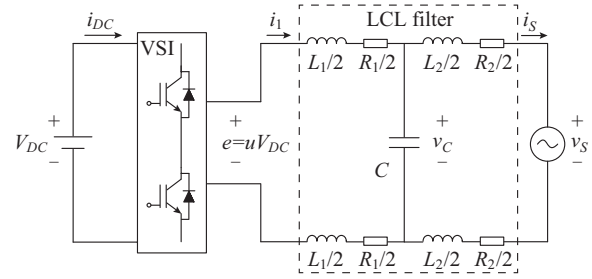 LCL filter
i_DC
VSI
i_1
i_S
L_1/2 R_1/2 L_2/2 R_2/2
+
V_DC
−
+
e=uV_DC
−
C
+
v_C
−
+
v_S
−
L_1/2 R_1/2 L_2/2 R_2/2